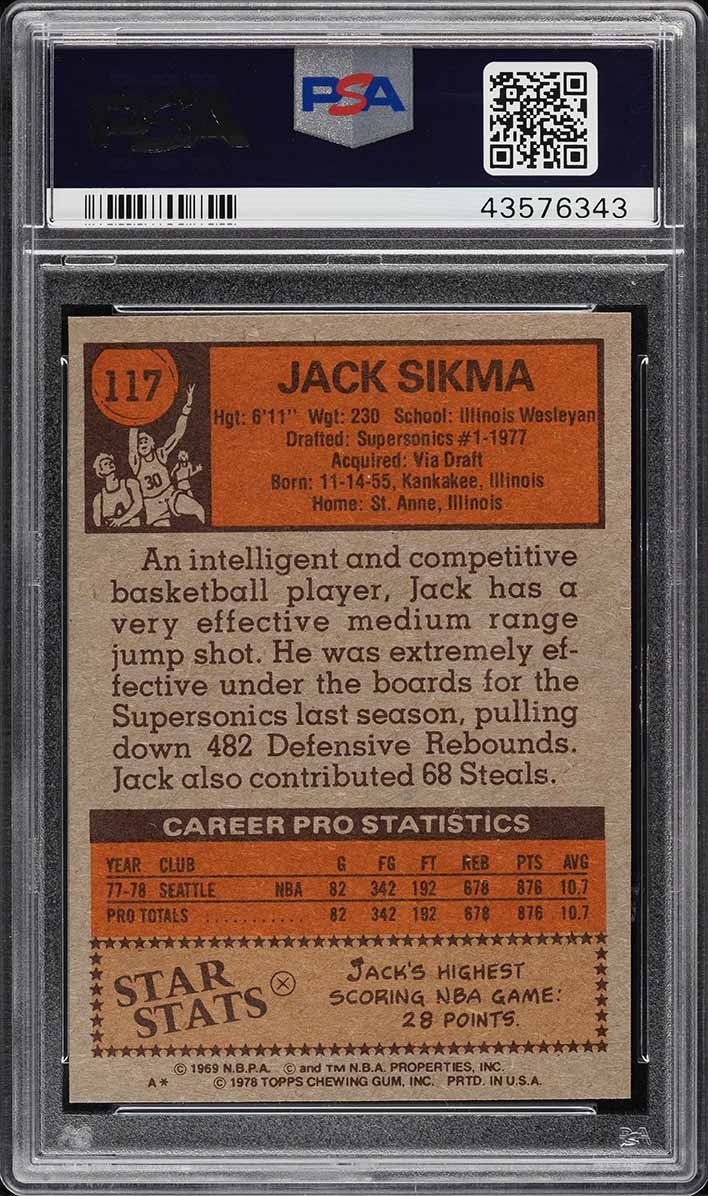 PSA
PSA
43576343
117
30
JACK SIKMA
Hgt: 6'11" Wgt: 230 School: Illinois Wesleyan
Drafted: Supersonics #1-1977
Acquired: Via Draft
Born: 11-14-55, Kankakee, Illinois
Home: St. Anne, Illinois
An intelligent and competitive
basketball player, Jack has a
very effective medium range
jump shot. He was extremely ef-
fective under the boards for the
Supersonics last season, pulling
down 482 Defensive Rebounds.
Jack also contributed 68 Steals.
CAREER PRO STATISTICS
YEAR CLUB G FG FT REB PTS AVG
77-78 SEATTLE NBA 82 342 192 678 876 10.7
PRO TOTALS ........... 82 342 192 678 876 10.7
STAR
STATS
JACK'S HIGHEST
SCORING NBA GAME:
28 POINTS.
© 1969 N.B.P.A. © and TM N.B.A. PROPERTIES, INC.
A* © 1978 TOPPS CHEWING GUM, INC. PRTD. IN U.S.A.
PSA